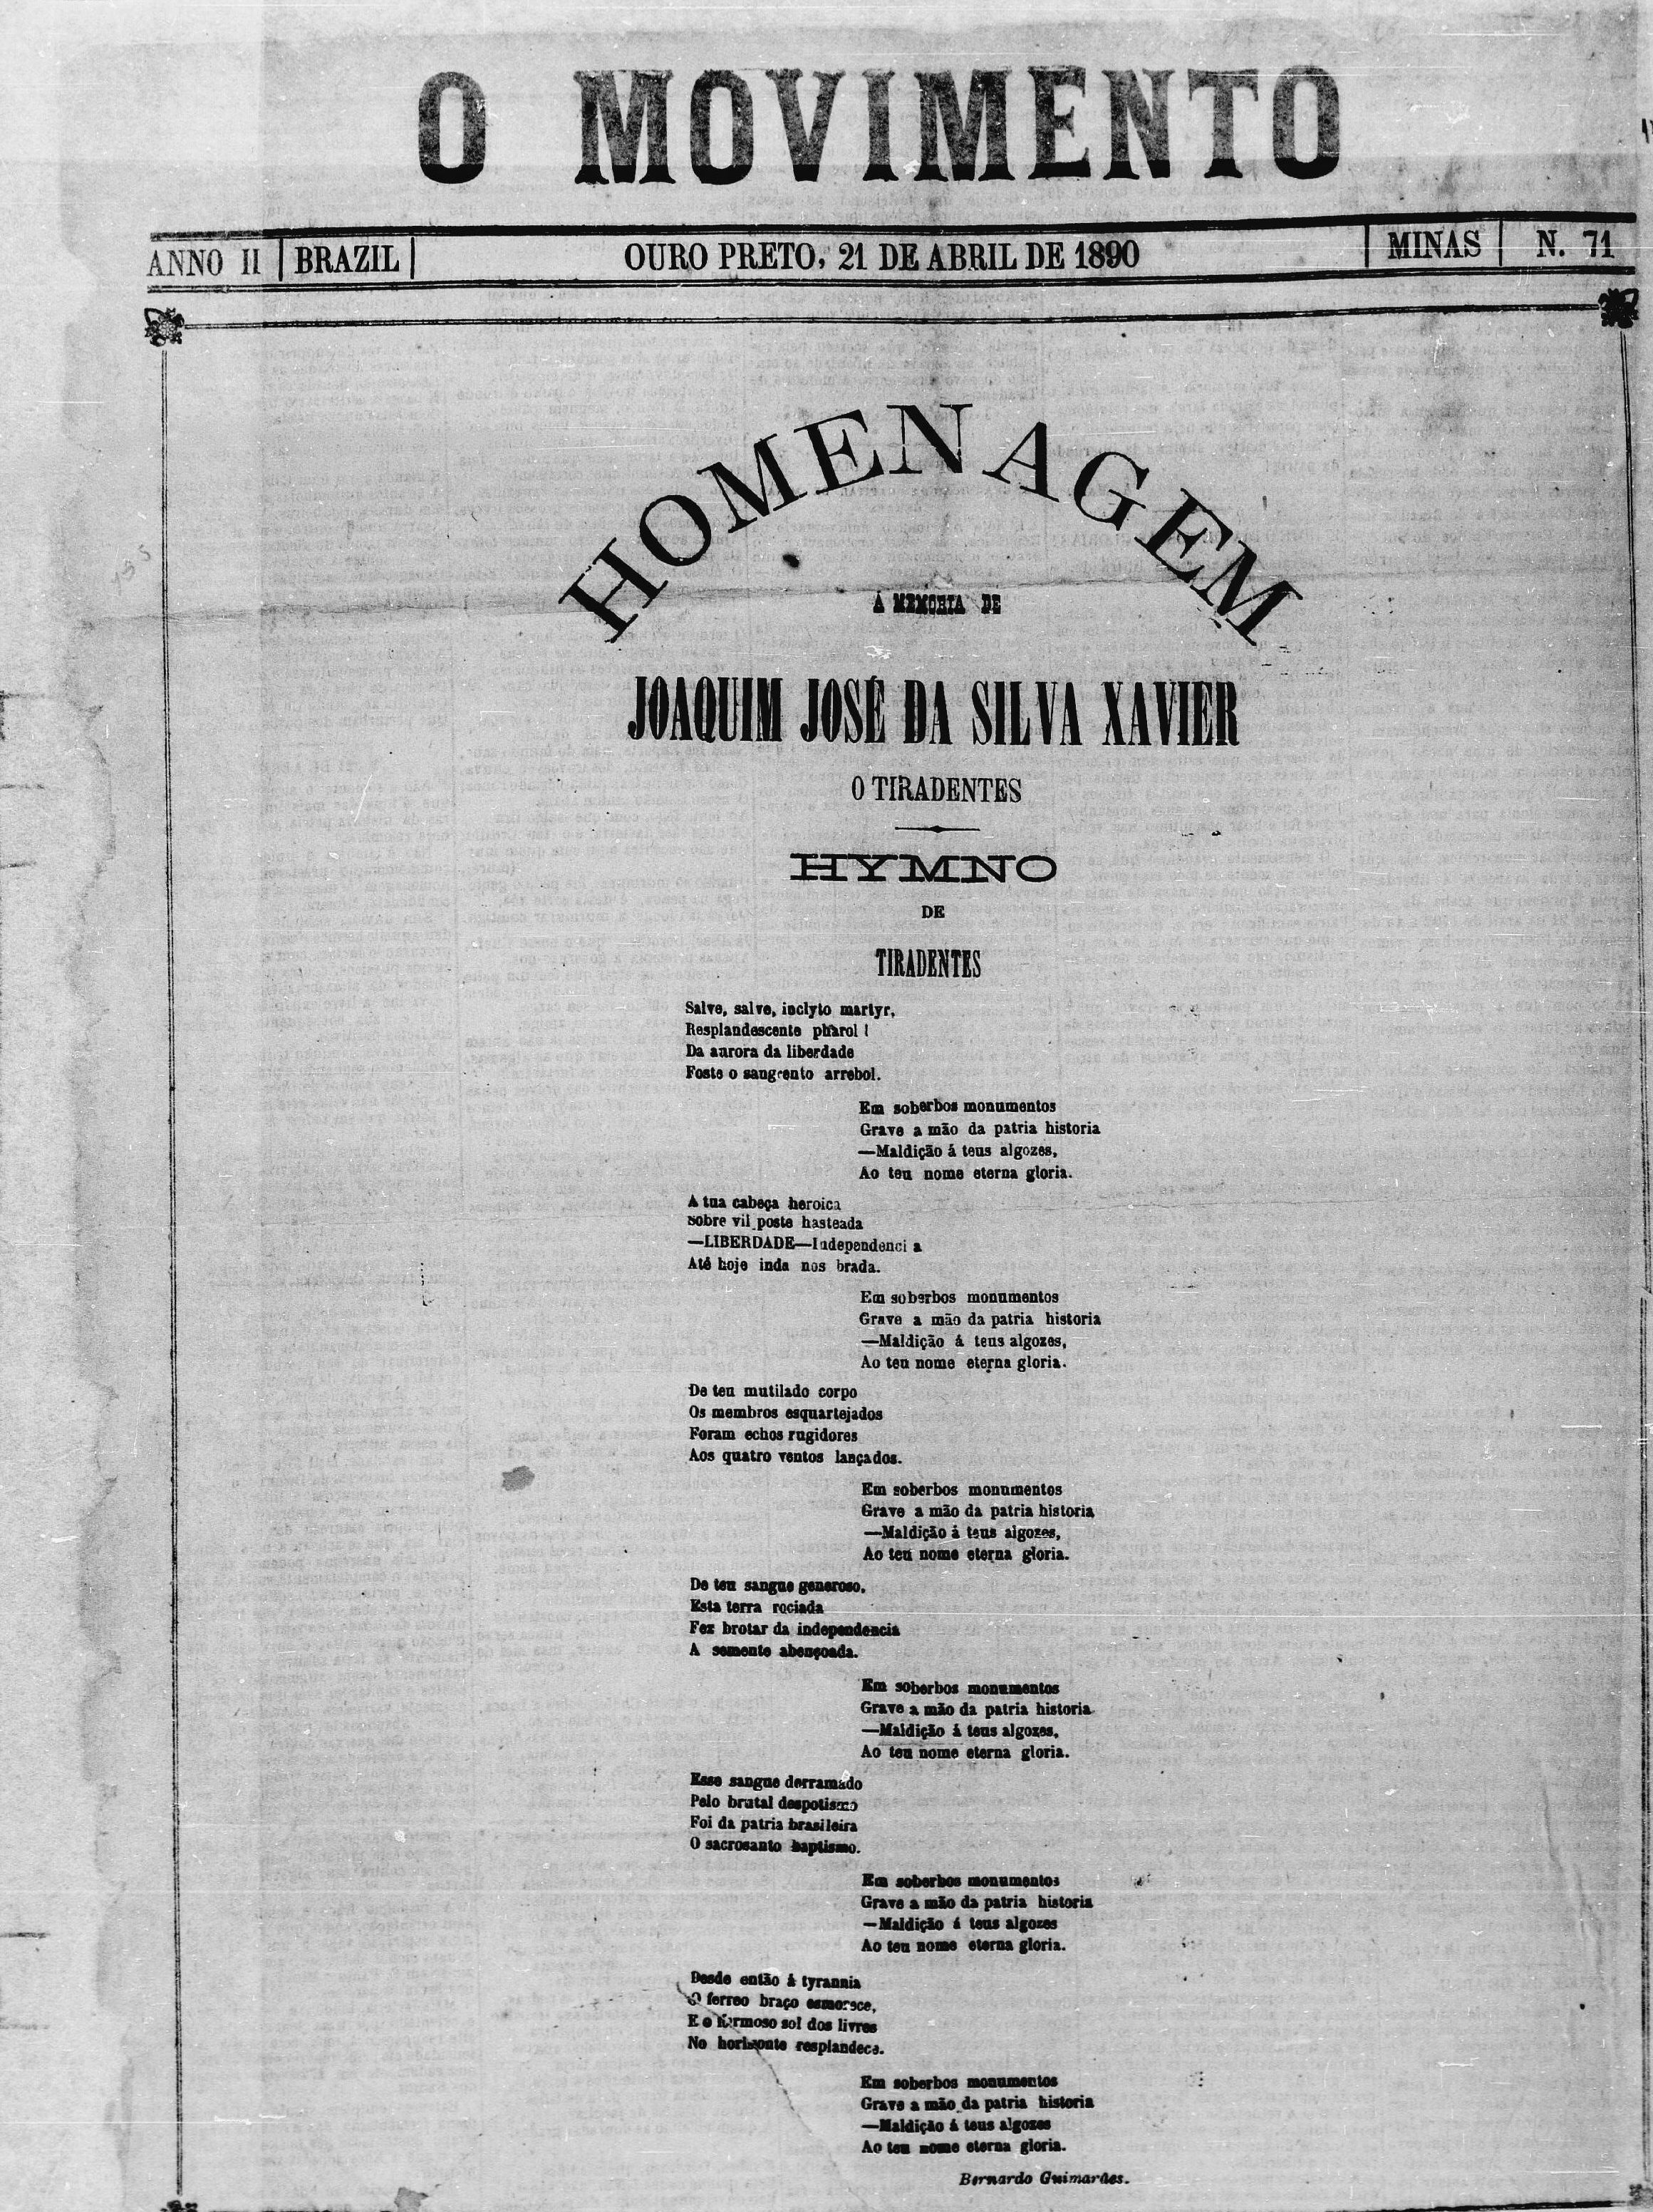 O MOVIMENTO
ANNO II | BRAZIL | OURO PRETO, 21 DE ABRIL DE 1890 | MINAS | N. 71
HOMENAGEM
Á MEMORIA DE
JOAQUIM JOSÉ DA SILVA XAVIER
O TIRADENTES
HYMNO
DE
TIRADENTES
Salve, salve, inclyto martyr,
Resplandescente pharol !
Da aurora da liberdade
Foste o sangrento arrebol.
Em soberbos monumentos
Grave a mão da patria historia
—Maldição á teus algozes,
Ao teu nome eterna gloria.
A tua cabeça heroica
Sobre vil poste hasteada
—LIBERDADE—Independencia
Até hoje inda nos brada.
Em soberbos monumentos
Grave a mão da patria historia
—Maldição á teus algozes,
Ao teu nome eterna gloria.
De teu mutilado corpo
Os membros esquartejados
Foram echos rugidores
Aos quatro ventos lançados.
Em soberbos monumentos
Grave a mão da patria historia
—Maldição á teus algozes,
Ao teu nome eterna gloria.
De teu sangue generoso,
Esta terra rociada
Fez brotar da independencia
A semente abençoada.
Em soberbos monumentos
Grave a mão da patria historia
—Maldição á teus algozes,
Ao teu nome eterna gloria.
Esse sangue derramado
Pelo brutal despotismo
Foi da patria brasileira
O sacrosanto baptismo.
Em soberbos monumentos
Grave a mão da patria historia
—Maldição á teus algozes
Ao teu nome eterna gloria.
Desde então á tyrannia
O ferreo braço esmorece,
E o formoso sol dos livres
No horizonte resplandece.
Em soberbos monumentos
Grave a mão da patria historia
—Maldição á teus algozes
Ao teu nome eterna gloria.
Bernardo Guimarães.